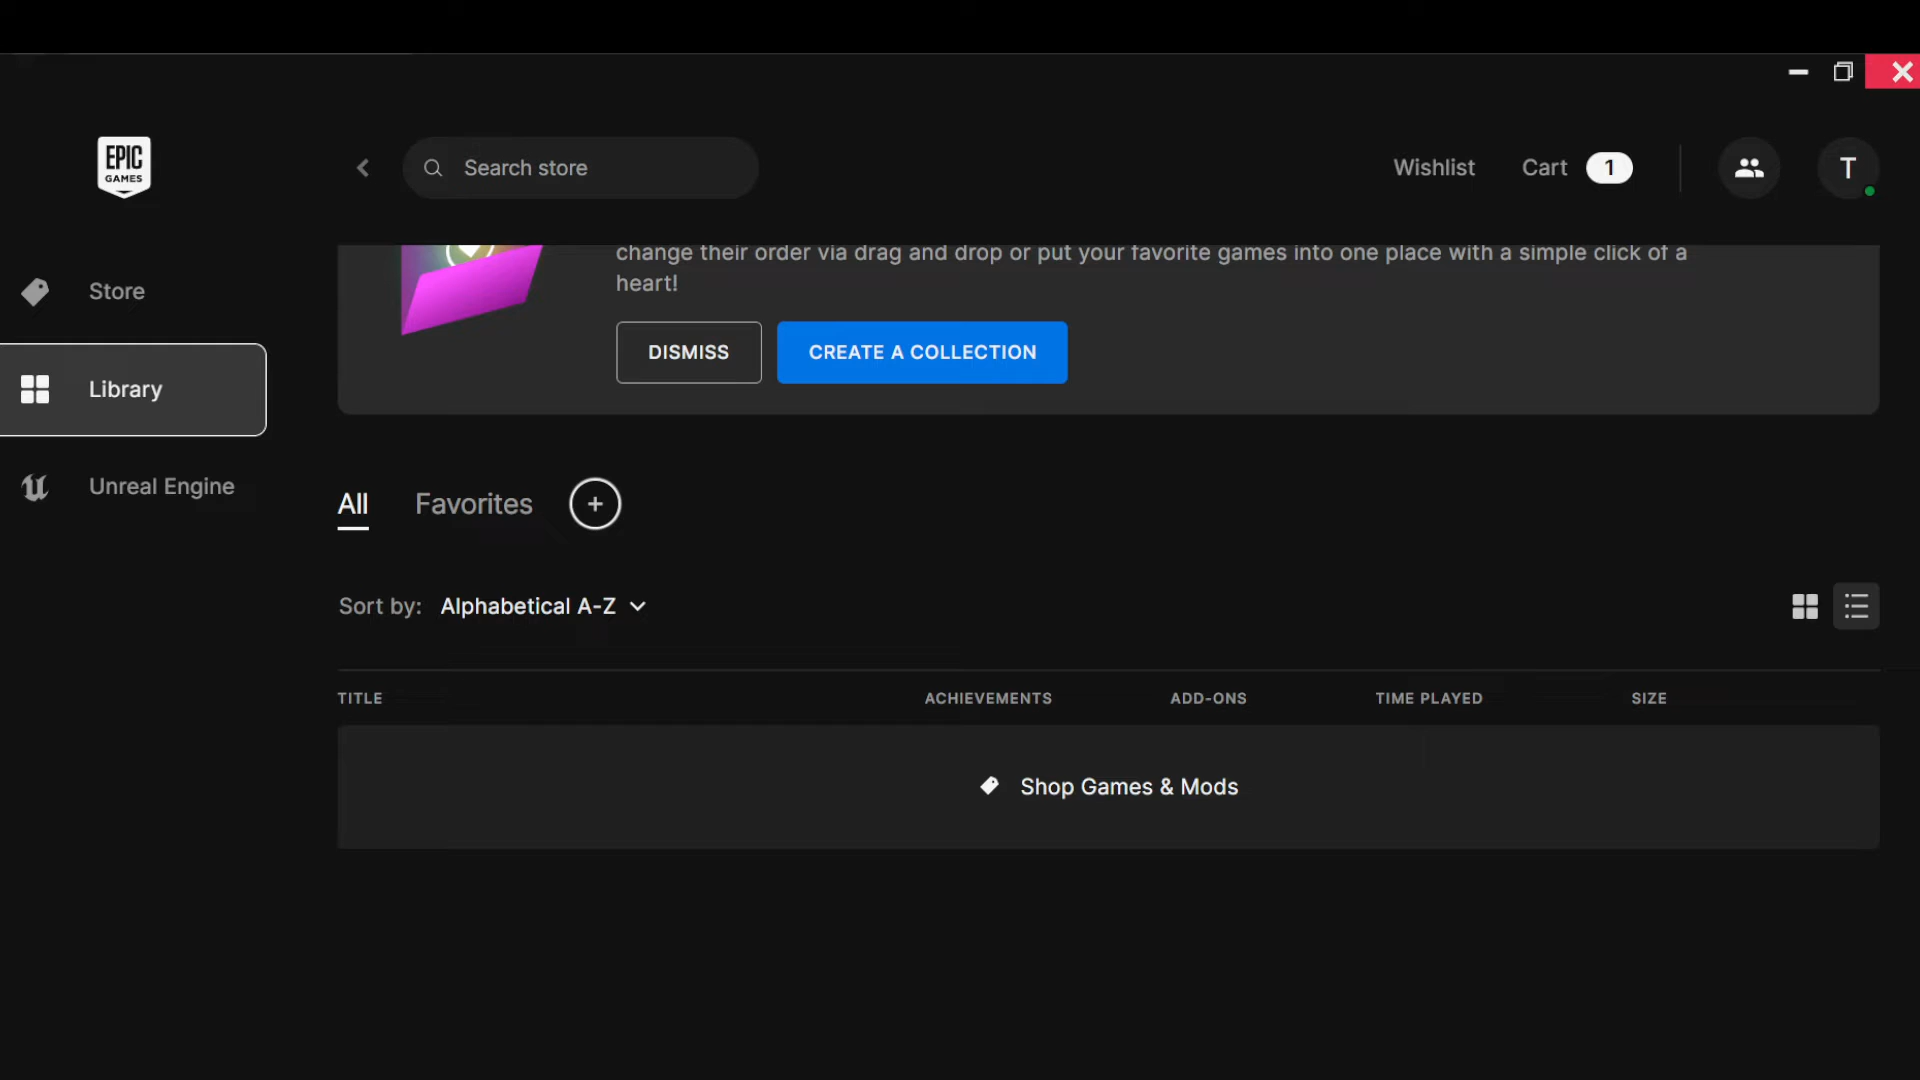 EPIC
GAMES
Search store
Wishlist
Cart 1
T
change their order via drag and drop or put your favorite games into one place with a simple click of a
heart!
DISMISS
CREATE A COLLECTION
Store
Library
Unreal Engine
All
Favorites
+
Sort by: Alphabetical A-Z
TITLE
ACHIEVEMENTS
ADD-ONS
TIME PLAYED
SIZE
Shop Games & Mods